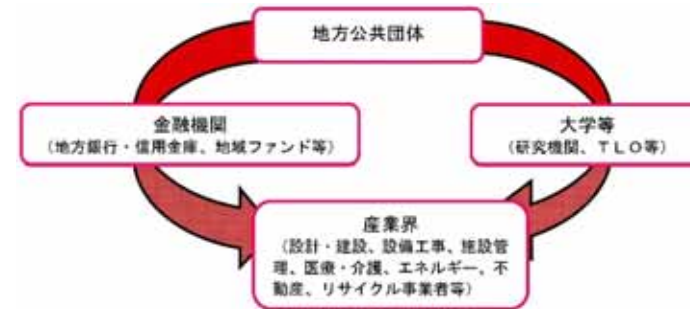 地方公共団体
金融機関
(地方銀行・信用金庫、地域ファンド等)
大学等
(研究機関、TLO等)
産業界
(設計・建設、設備工事、施設管
理、医療・介護、エネルギー、不
動産、リサイクル事業者等)